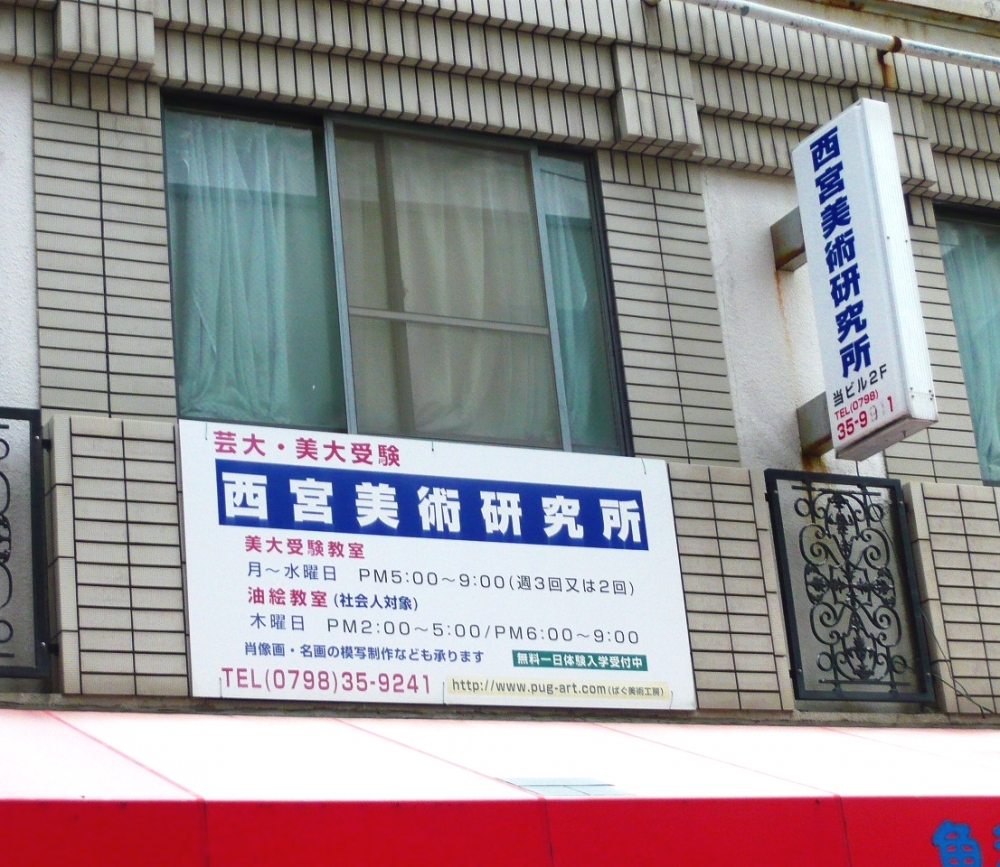 芸大・美大受験
西宮美術研究所
美大受験教室
月～水曜日 PM5:00～9:00(週3回又は2回)
油絵教室(社会人対象)
木曜日 PM2:00～5:00/PM6:00～9:00
肖像画・名画の模写制作なども承ります
無料一日体験入学受付中
TEL(0798)35-9241
http://www.pug-art.com(ぱぐ美術工房)
西宮美術研究所
当ビル2F
TEL(0798)
魚